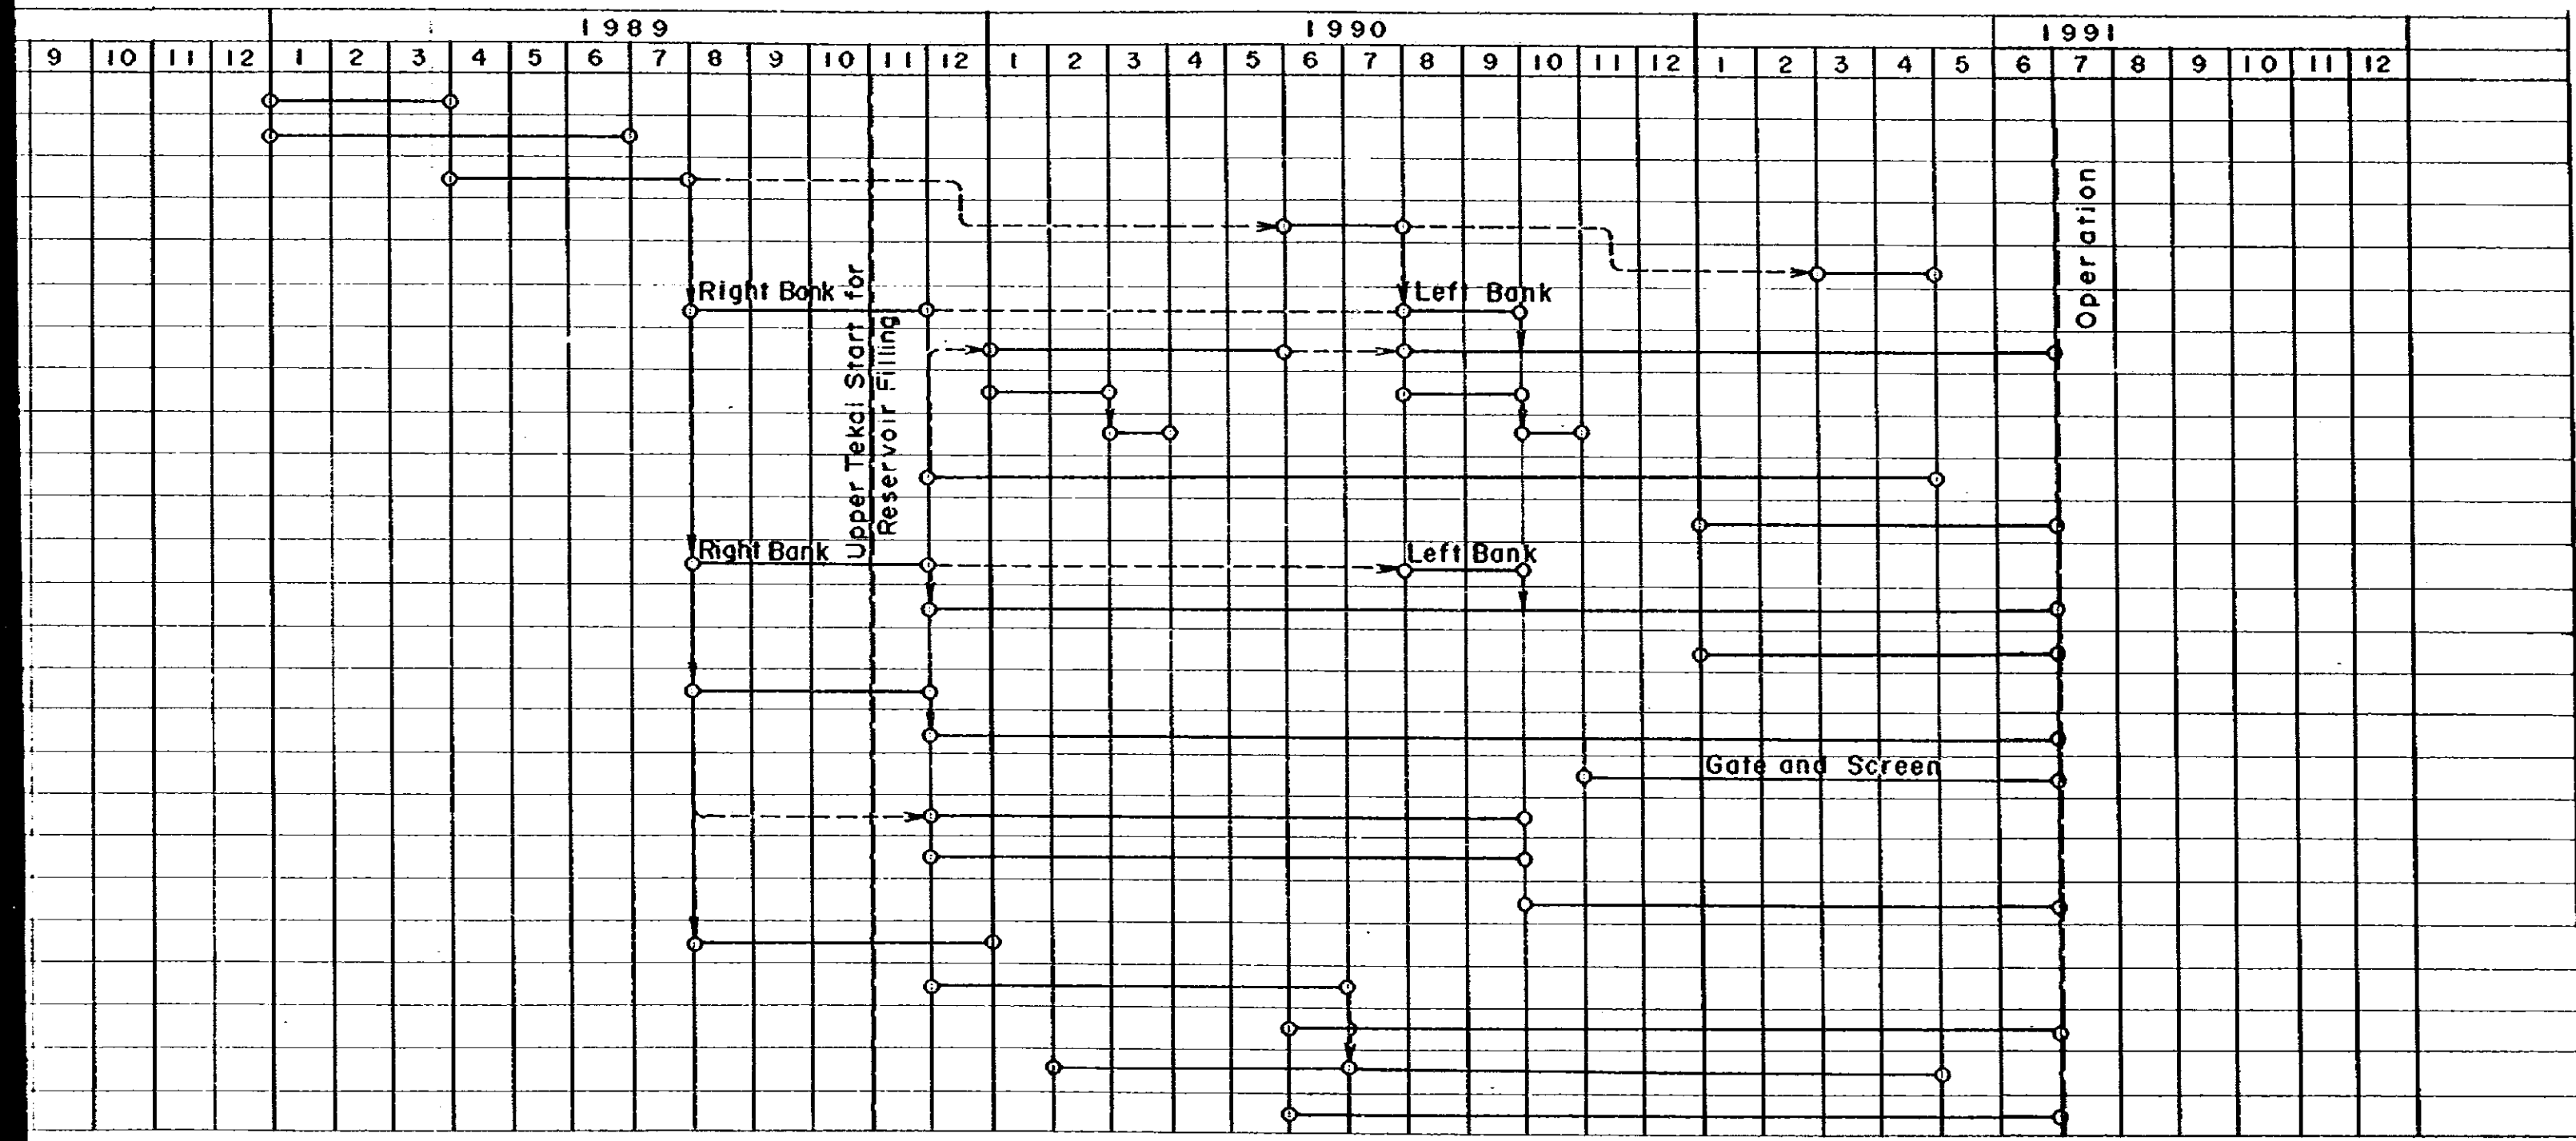 1989 1990 1991
9 10 11 12 1 2 3 4 5 6 7 8 9 10 11 12 1 2 3 4 5 6 7 8 9 10 11 12 1 2 3 4 5 6 7 8 9 10 11 12
Upper Tekai Start for
Reservoir Filling
Operation
Right Bank Left Bank
Right Bank Left Bank
Gate and Screen